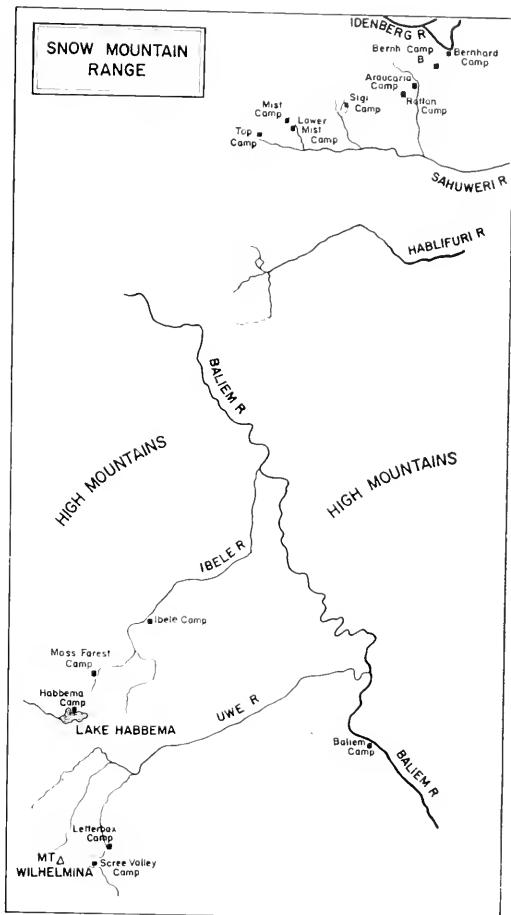 SNOW MOUNTAIN
RANGE
IDENBERG R
Bernh Camp
B
Bernhard
Camp
Araucaria
Camp
Rattan
Camp
Sigi
Camp
Mist
Camp
Lower
Mist
Camp
Top
Camp
SAHUWERI R
HABLIFURI R
BALIEM R
HIGH MOUNTAINS
HIGH MOUNTAINS
IBELE R
Ibele Camp
Moss Forest
Camp
Habbema
Camp
LAKE HABBEMA
UWE R
Baliem
Camp
BALIEM R
Letterbox
Camp
MT
WILHELMINA
Scree Valley
Camp